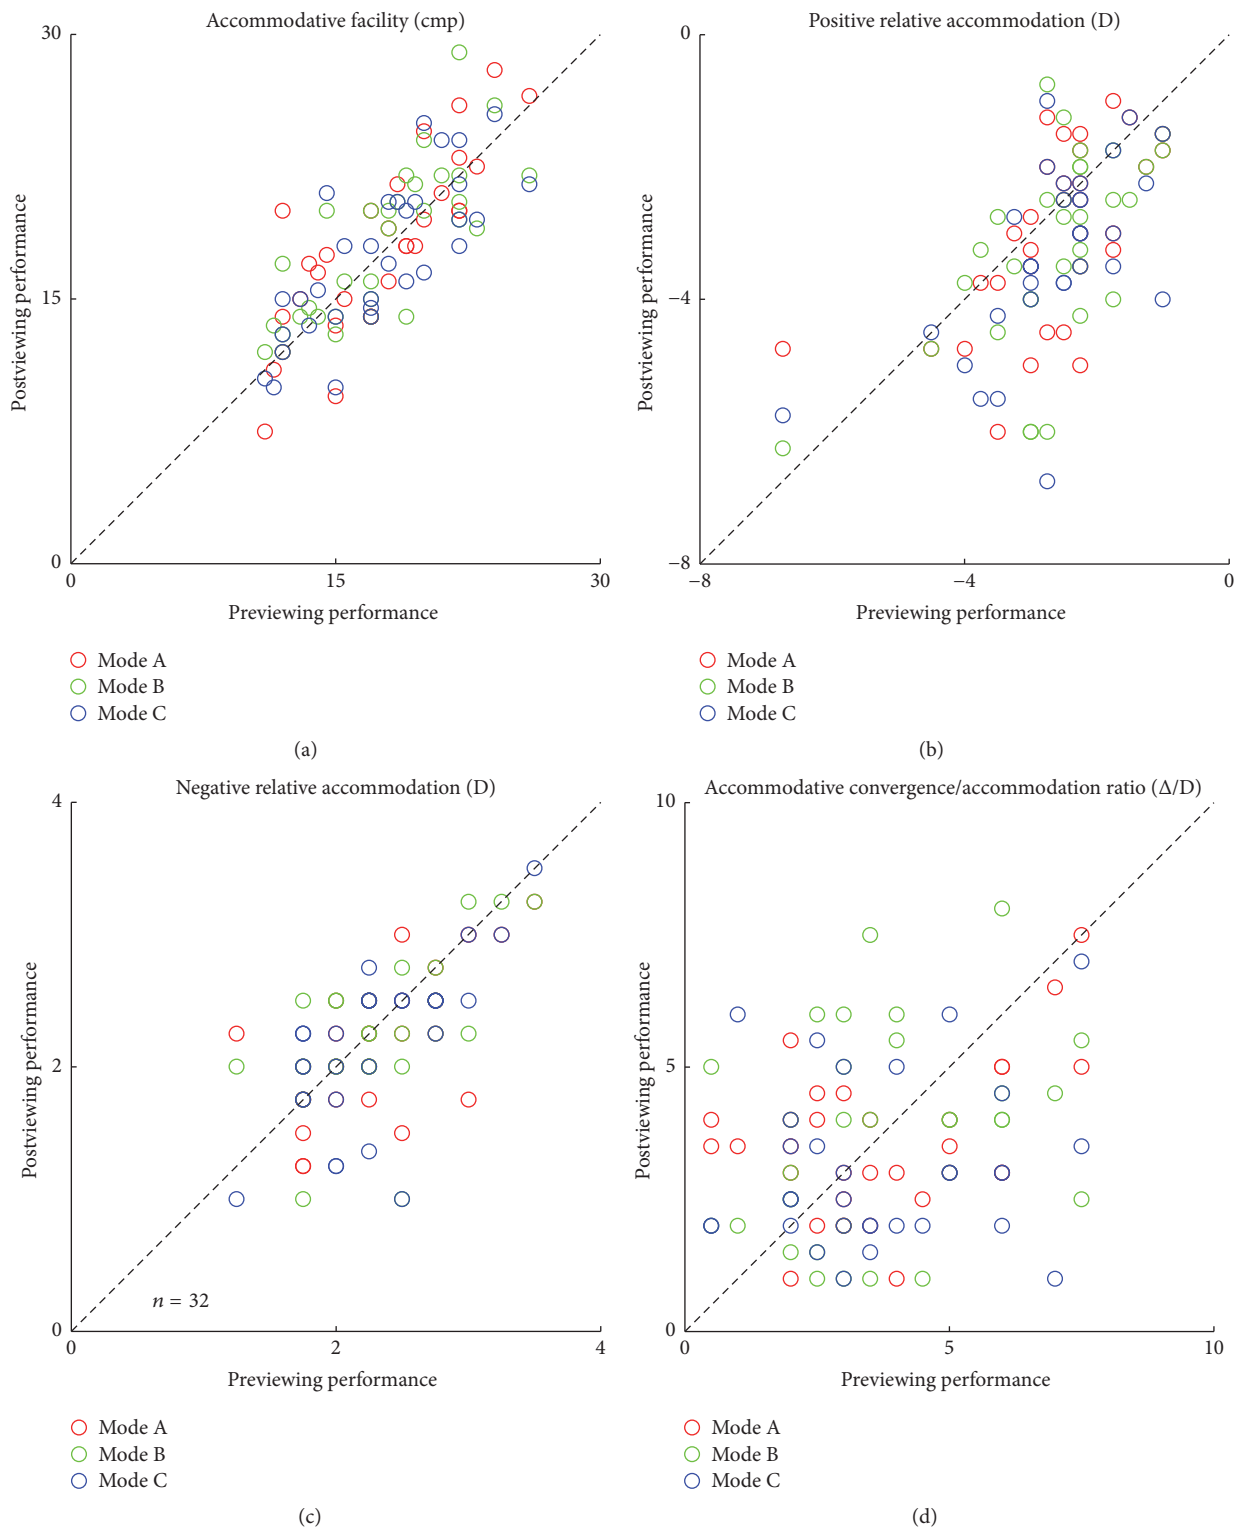 Accommodative facility (cmp)
30
15
0
0
15
30
Postviewing performance
Previewing performance
Mode A
Mode B
Mode C
(a)
Positive relative accommodation (D)
0
−4
−8
−8
−4
0
Postviewing performance
Previewing performance
Mode A
Mode B
Mode C
(b)
Negative relative accommodation (D)
4
2
0
0
2
4
n = 32
Postviewing performance
Previewing performance
Mode A
Mode B
Mode C
(c)
Accommodative convergence/accommodation ratio (Δ/D)
10
5
0
0
5
10
Postviewing performance
Previewing performance
Mode A
Mode B
Mode C
(d)